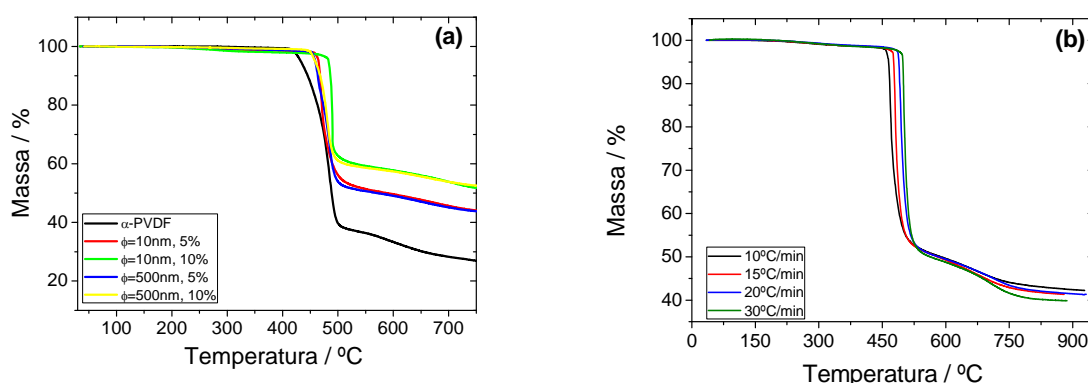 (a)
Massa / %
100
80
60
40
20
α-PVDF
ϕ=10nm, 5%
ϕ=10nm, 10%
ϕ=500nm, 5%
ϕ=500nm, 10%
100 200 300 400 500 600 700
Temperatura / ºC
(b)
Massa / %
100
90
80
70
60
50
40
10ºC/min
15ºC/min
20ºC/min
30ºC/min
0 150 300 450 600 750 900
Temperatura / ºC